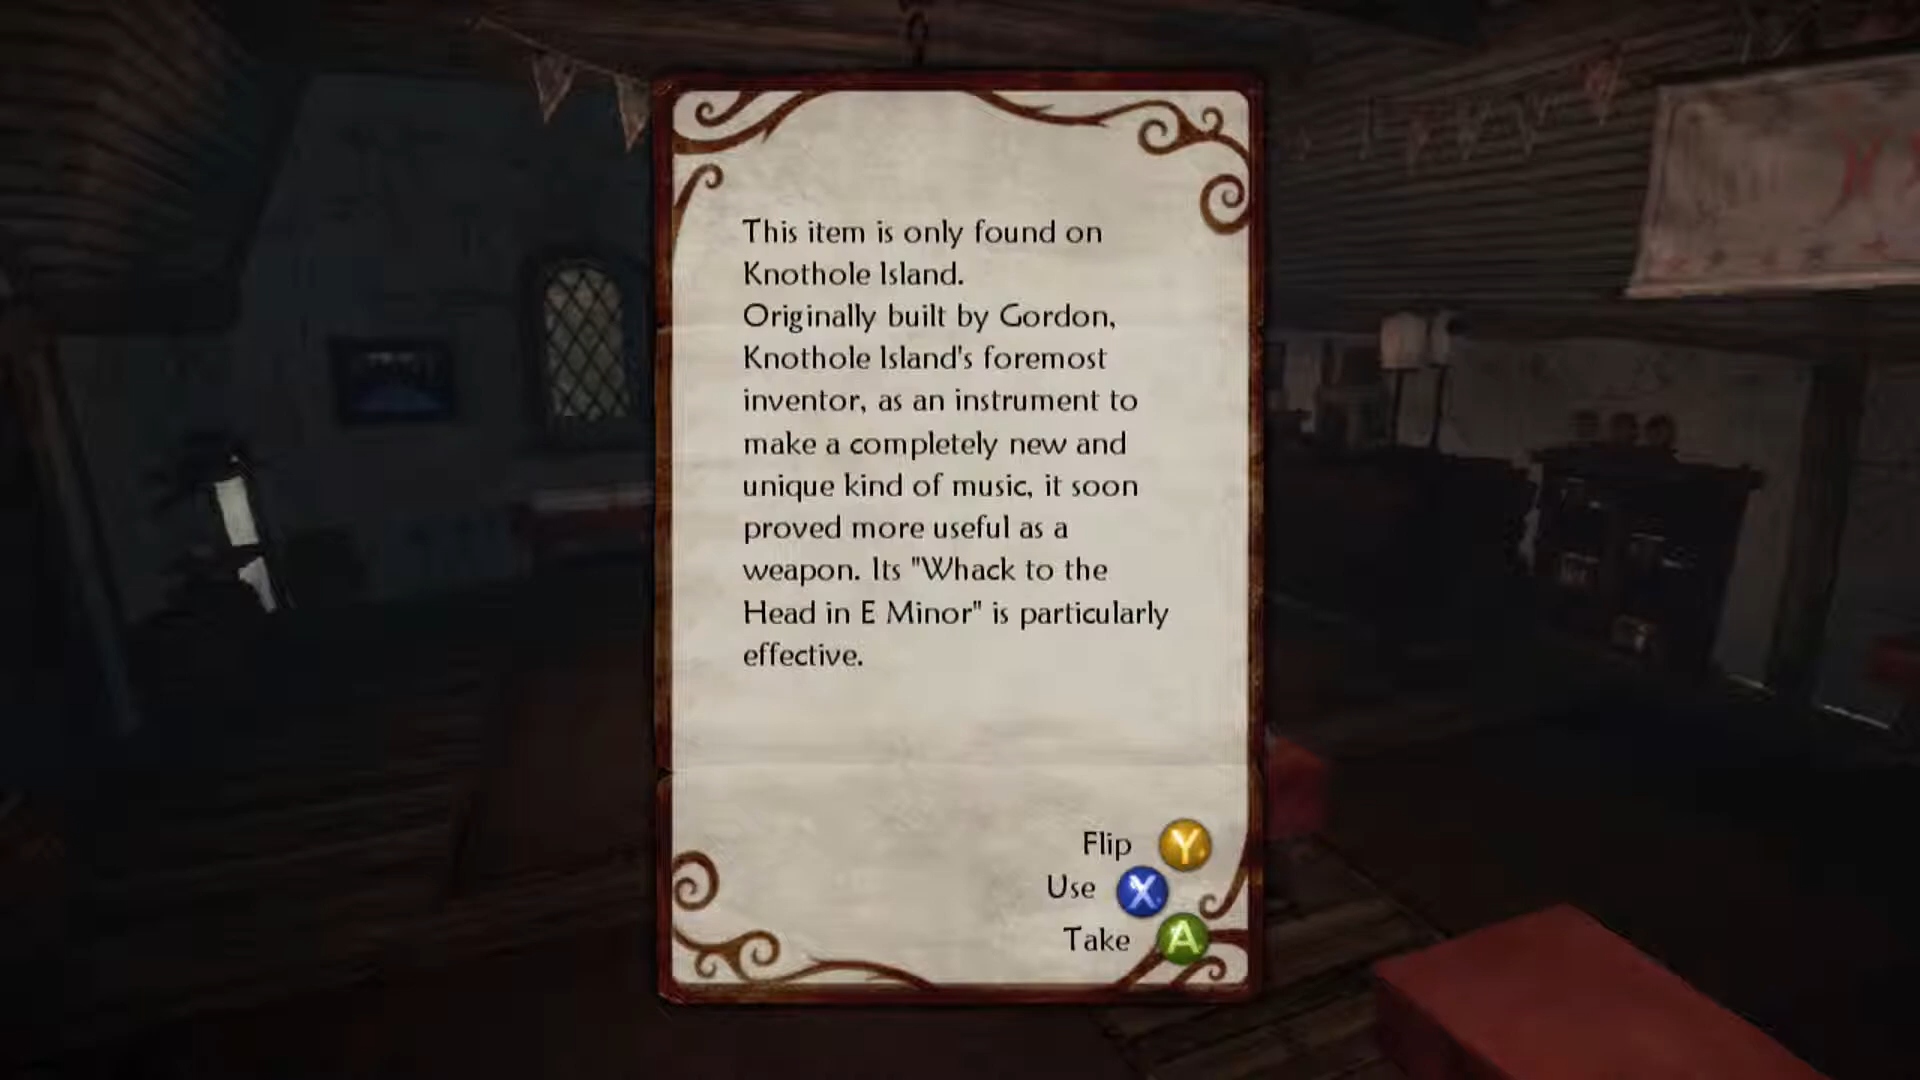 This item is only found on
Knothole Island.
Originally built by Gordon,
Knothole Island's foremost
inventor, as an instrument to
make a completely new and
unique kind of music, it soon
proved more useful as a
weapon. Its "Whack to the
Head in E Minor" is particularly
effective.
Flip Y
Use X
Take A